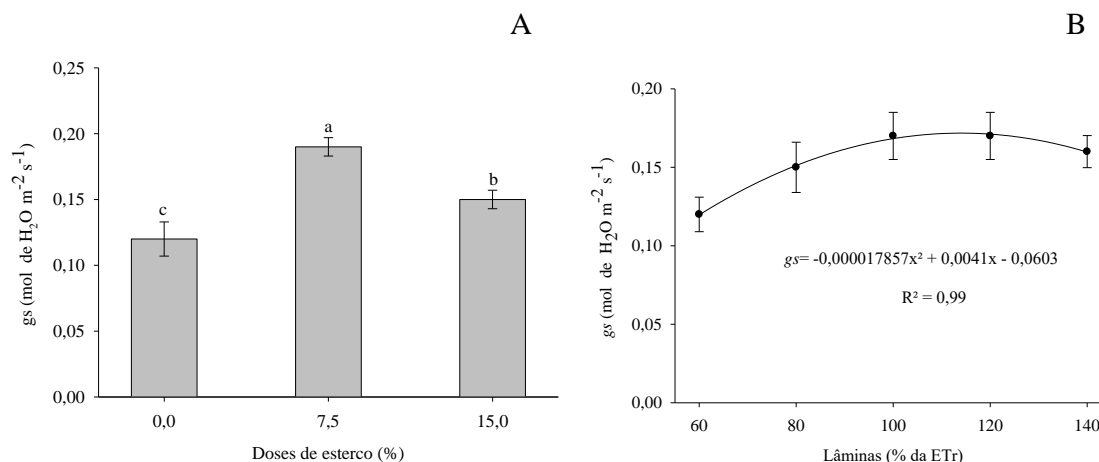 A
gs (mol de H₂O m⁻² s⁻¹)
0,25
0,20
0,15
0,10
0,05
0,00
c
a
b
0,0 7,5 15,0
Doses de esterco (%)
B
gs (mol de H₂O m⁻² s⁻¹)
0,20
0,15
0,10
0,05
0,00
gs= -0,000017857x² + 0,0041x - 0,0603
R² = 0,99
60 80 100 120 140
Lâminas (% da ETr)